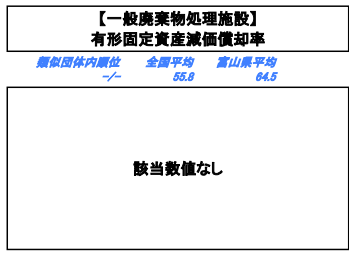 【一般廃棄物処理施設】
有形固定資産減価償却率
類似団体内順位 全国平均 富山県平均
-/- 55.8 64.5
該当数値なし